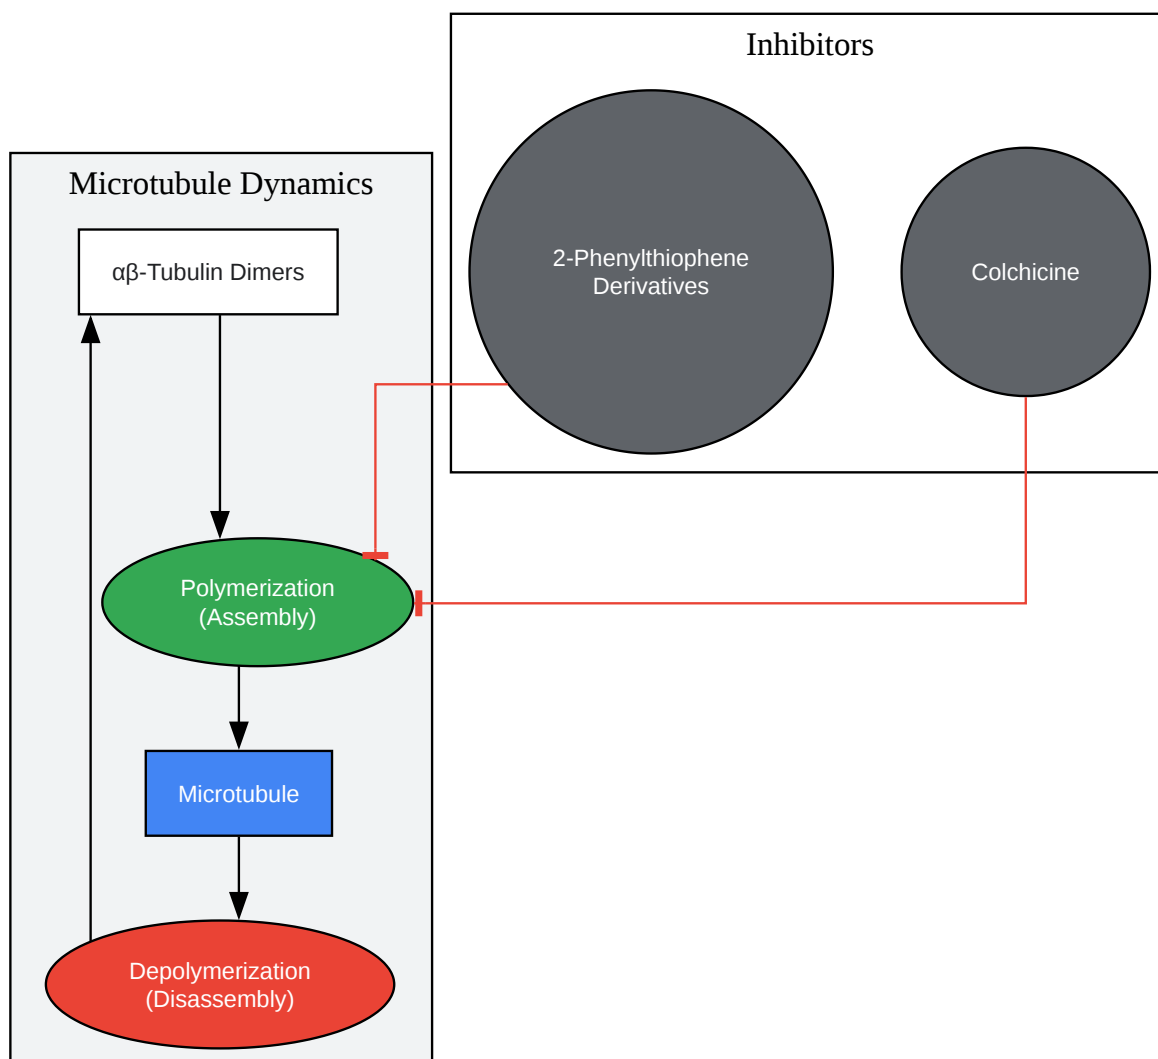 Inhibitors
2-Phenylthiophene
Derivatives
Colchicine
Microtubule Dynamics
αβ-Tubulin Dimers
Polymerization
(Assembly)
Microtubule
Depolymerization
(Disassembly)